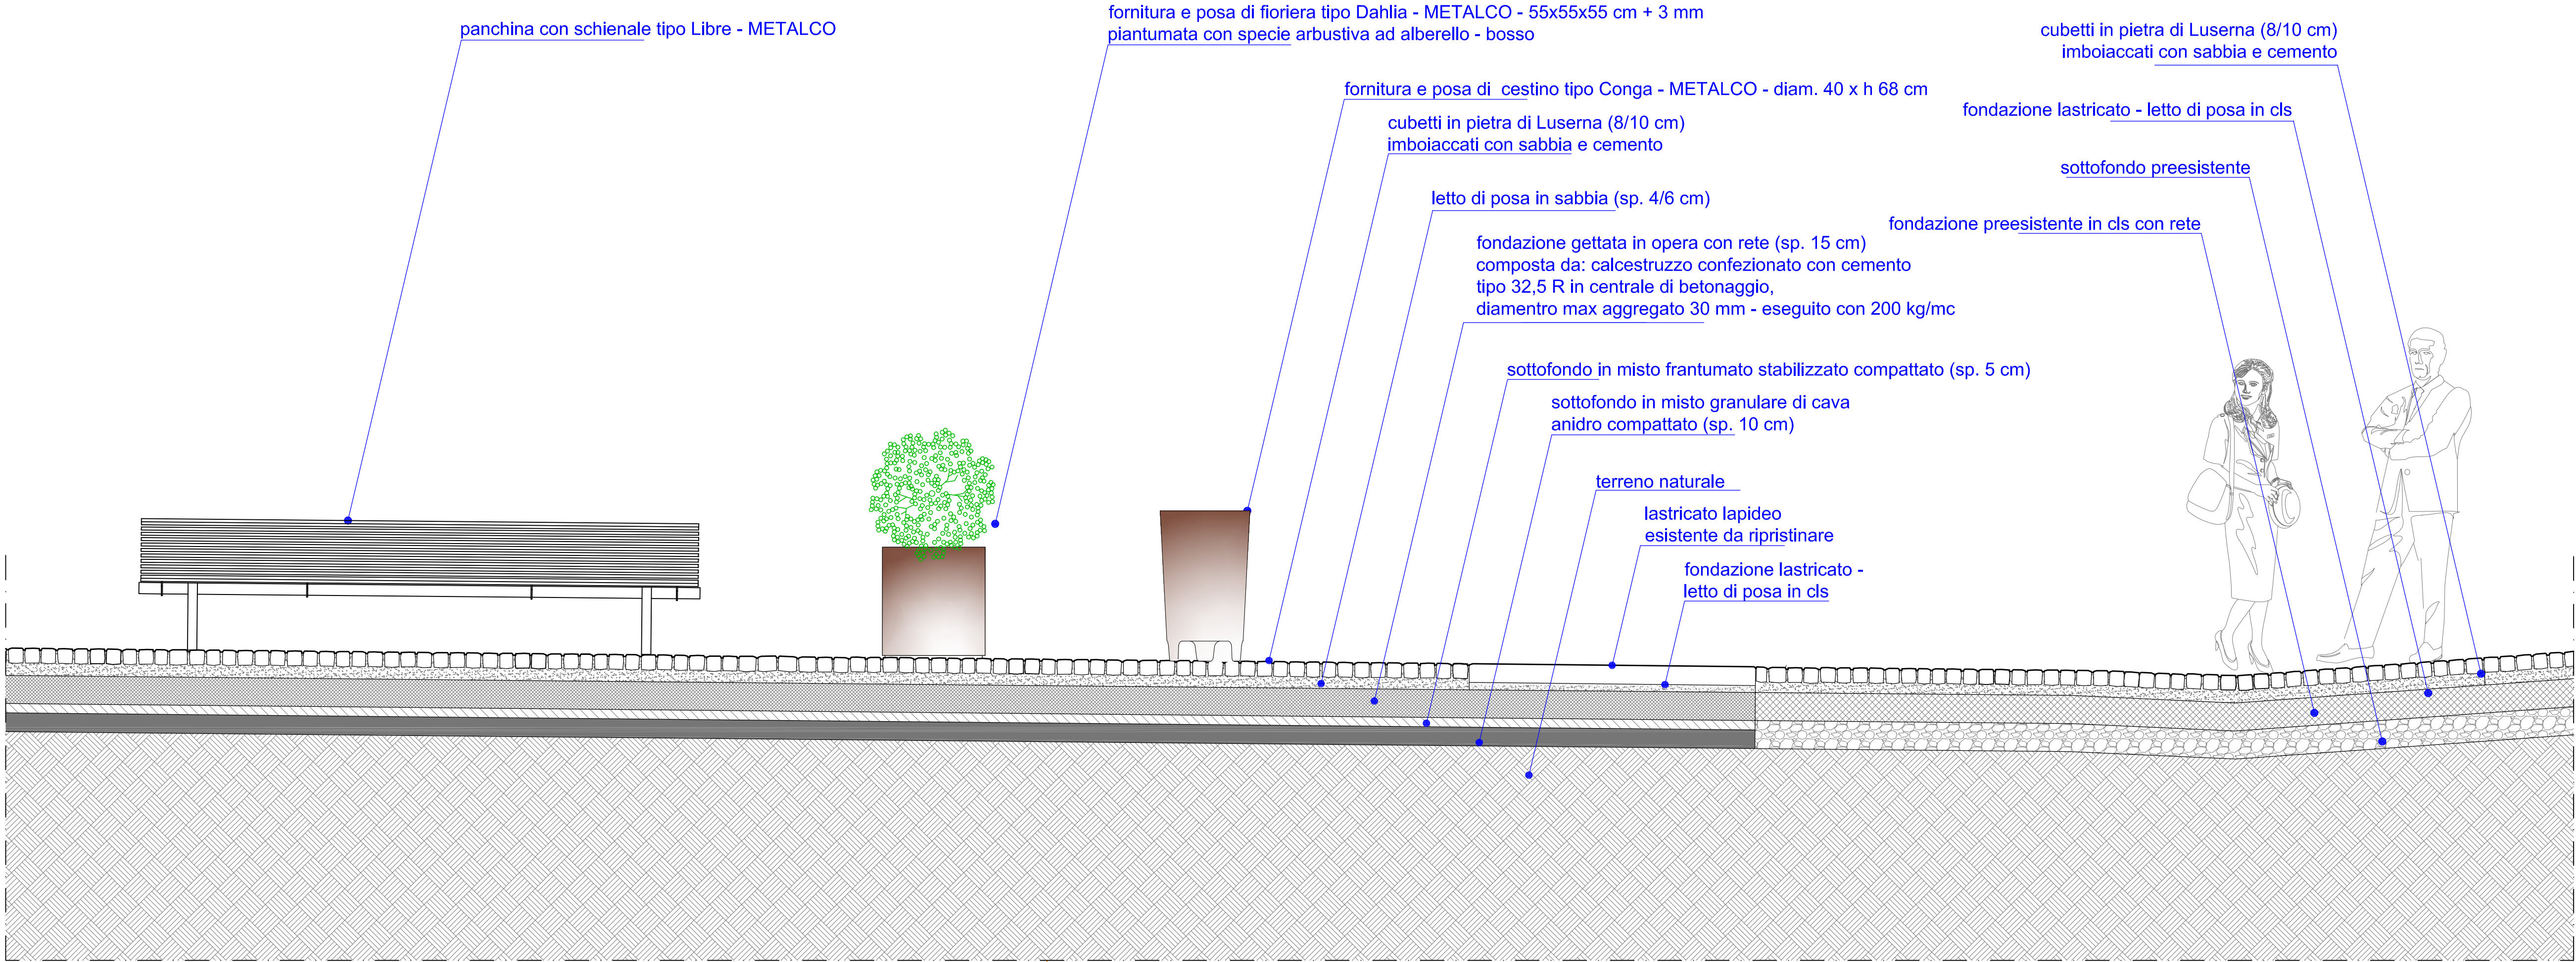 panchina con schienale tipo Libre - METALCO
fornitura e posa di fioriera tipo Dahlia - METALCO - 55x55x55 cm + 3 mm
piantumata con specie arbustiva ad alberello - bosso
fornitura e posa di  cestino tipo Conga - METALCO - diam. 40 x h 68 cm
cubetti in pietra di Luserna (8/10 cm)
imboiaccati con sabbia e cemento
letto di posa in sabbia (sp. 4/6 cm)
fondazione gettata in opera con rete (sp. 15 cm)
composta da: calcestruzzo confezionato con cemento
tipo 32,5 R in centrale di betonaggio,
diamentro max aggregato 30 mm - eseguito con 200 kg/mc
sottofondo in misto frantumato stabilizzato compattato (sp. 5 cm)
sottofondo in misto granulare di cava
anidro compattato (sp. 10 cm)
terreno naturale
lastricato lapideo
esistente da ripristinare
fondazione lastricato -
letto di posa in cls
cubetti in pietra di Luserna (8/10 cm)
imboiaccati con sabbia e cemento
fondazione lastricato - letto di posa in cls
sottofondo preesistente
fondazione preesistente in cls con rete